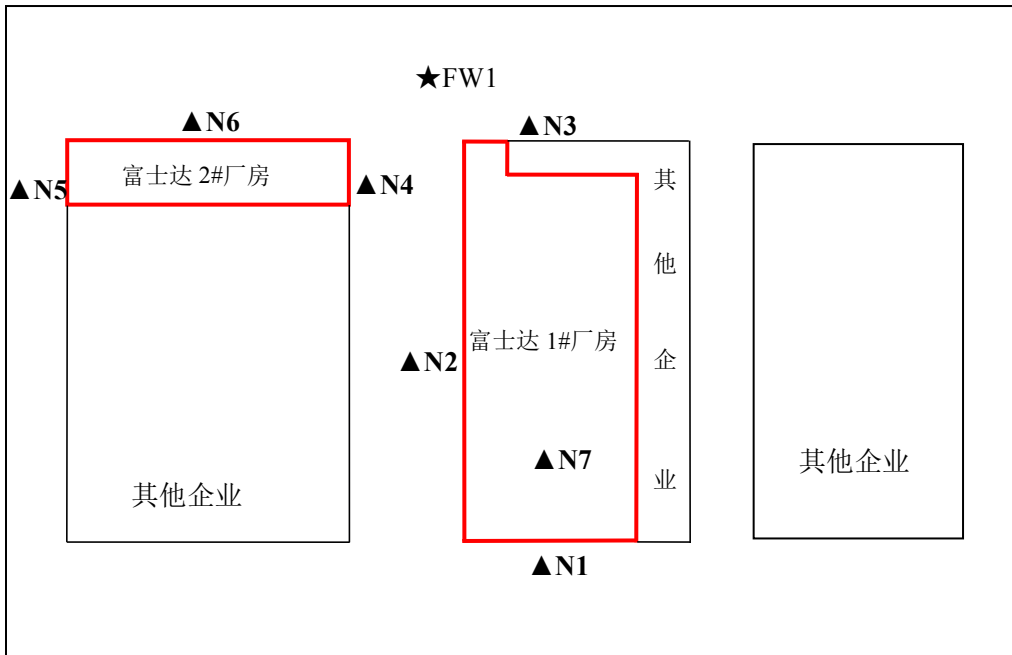 ★FW1
▲N6
▲N3
富士达 2#厂房
▲N5
▲N4
其
他
企
业
富士达 1#厂房
▲N2
▲N7
其他企业
其他企业
▲N1